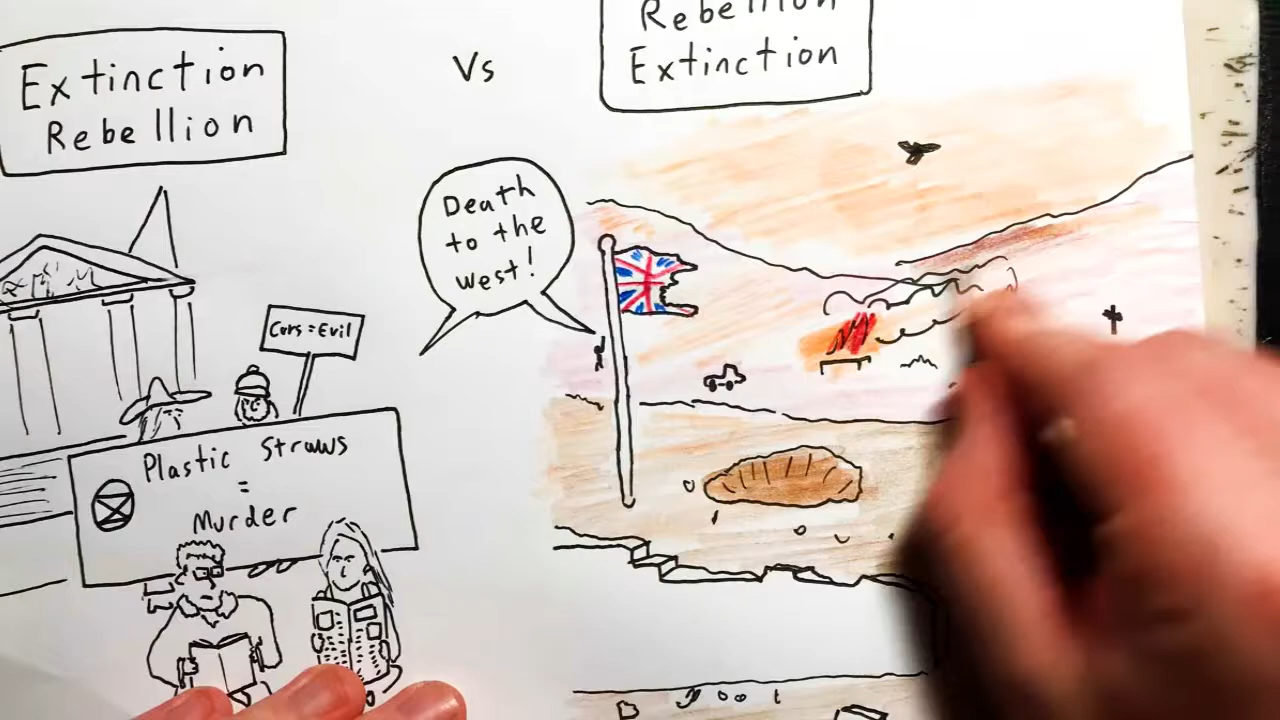 Extinction
Rebellion
Vs
Rebellion
Extinction
Death
to the
West!
Cars = Evil
Plastic Straws
=
Murder